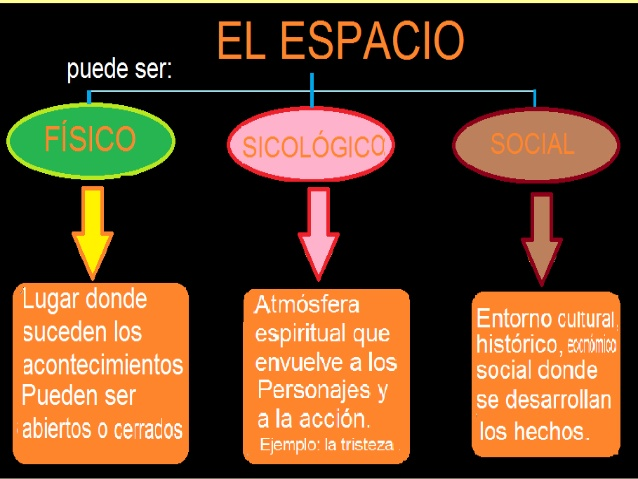 EL ESPACIO
puede ser:
FÍSICO
SICOLÓGICO
SOCIAL
Lugar donde
suceden los
acontecimientos
Pueden ser
abiertos o cerrados
Atmósfera
espiritual que
envuelve a los
Personajes y
a la acción.
Ejemplo: la tristeza
Entorno cultural,
histórico, económico
social donde
se desarrollan
los hechos.